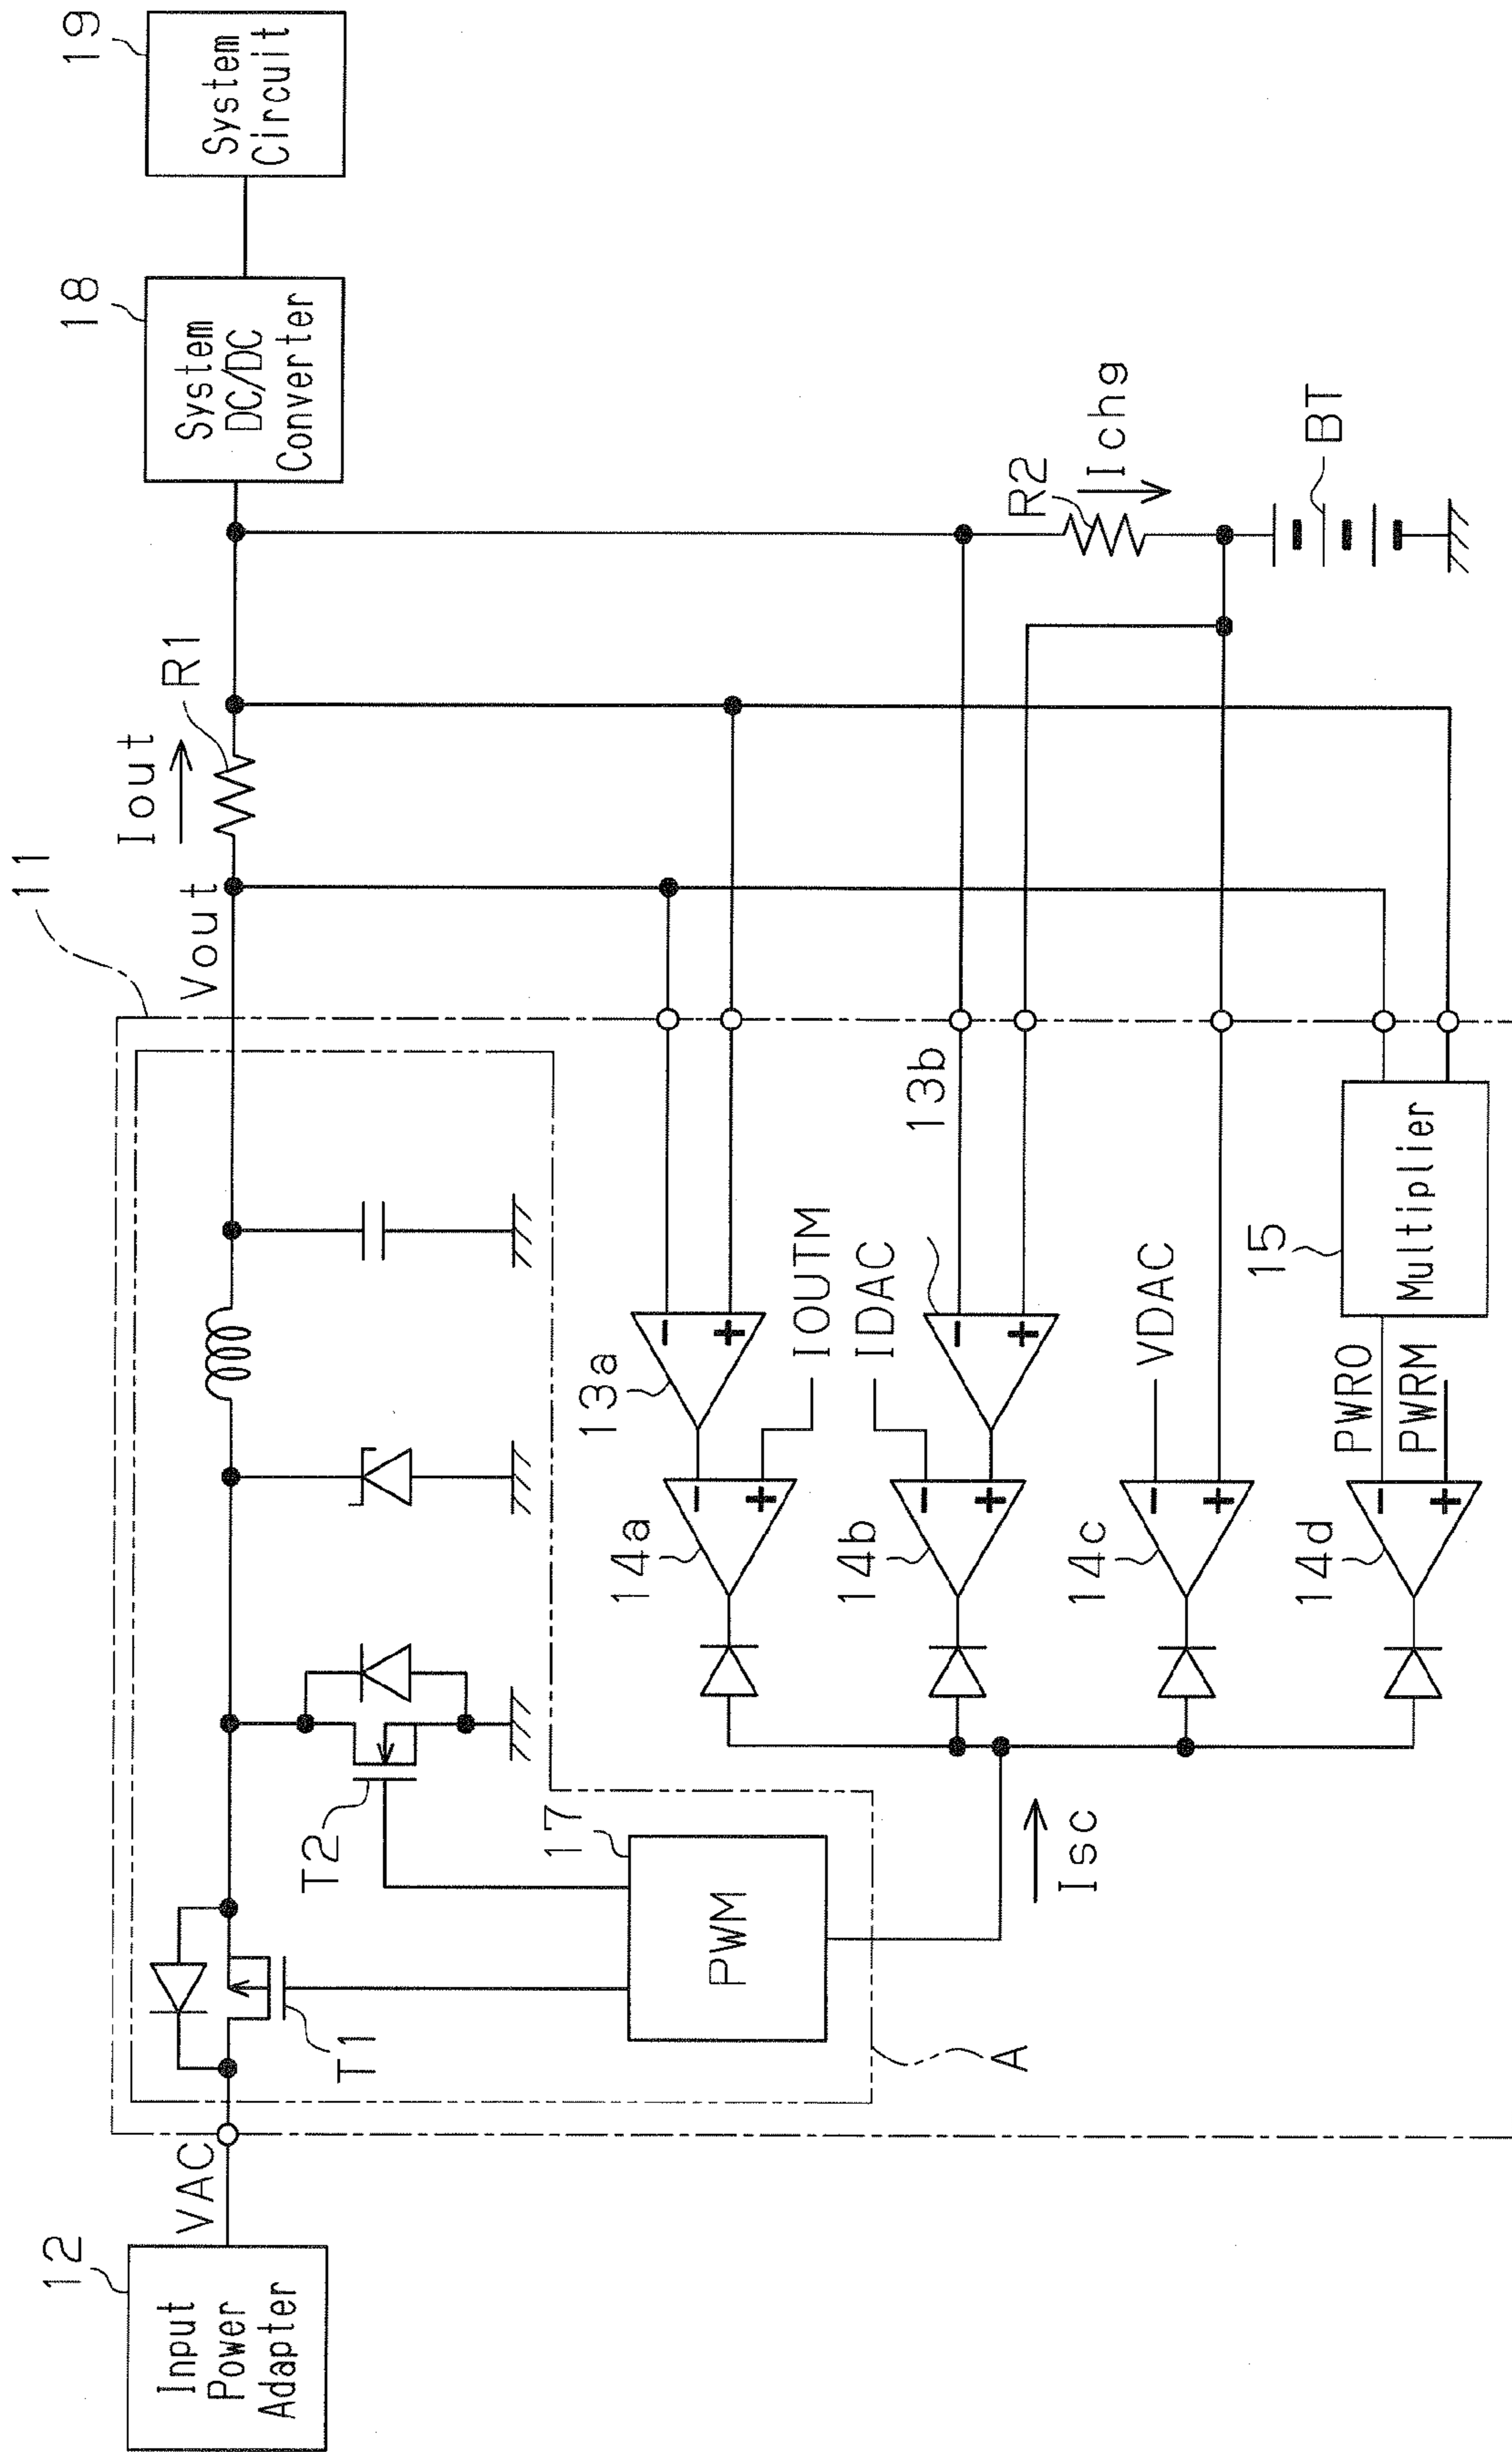 12
Input
Power
Adapter
VAC
11
Vout
Iout
R1
18
System
DC/DC
Converter
19
System
Circuit
T1
T2
17
PWM
A
Isc
13a
14a
IOUTM
IDAC
13b
14b
VDAC
14c
PWRO
PWRM
14d
15
Multiplier
R2
Ichg
BT
- +
- +
- +
- +
- +
- +